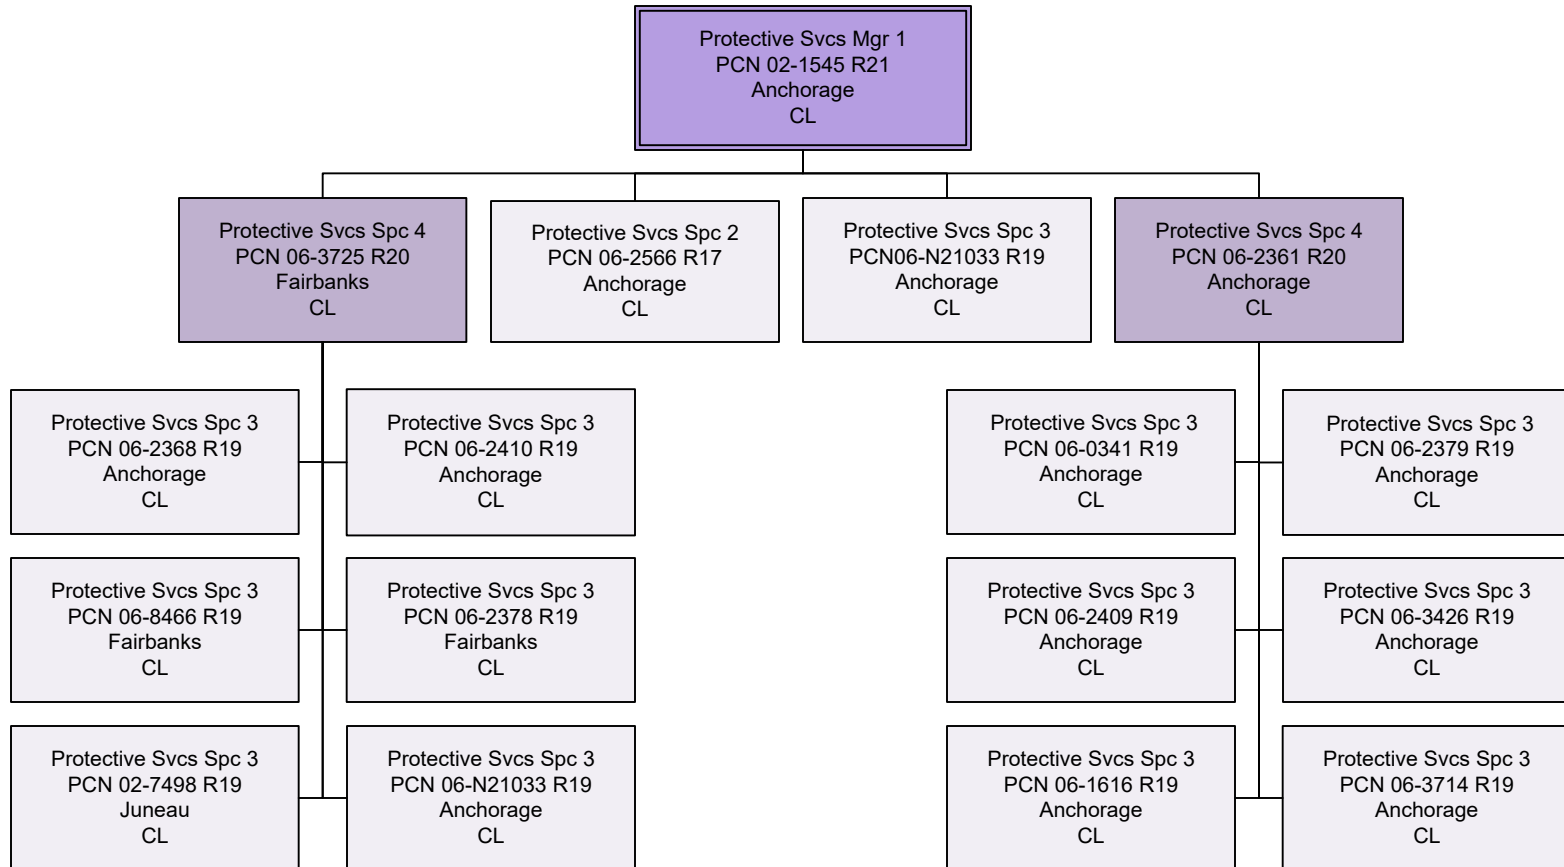 Protective Svcs Mgr 1
PCN 02-1545 R21
Anchorage
CL
Protective Svcs Spc 4
PCN 06-3725 R20
Fairbanks
CL
Protective Svcs Spc 2
PCN 06-2566 R17
Anchorage
CL
Protective Svcs Spc 3
PCN06-N21033 R19
Anchorage
CL
Protective Svcs Spc 4
PCN 06-2361 R20
Anchorage
CL
Protective Svcs Spc 3
PCN 06-2368 R19
Anchorage
CL
Protective Svcs Spc 3
PCN 06-2410 R19
Anchorage
CL
Protective Svcs Spc 3
PCN 06-0341 R19
Anchorage
CL
Protective Svcs Spc 3
PCN 06-2379 R19
Anchorage
CL
Protective Svcs Spc 3
PCN 06-8466 R19
Fairbanks
CL
Protective Svcs Spc 3
PCN 06-2378 R19
Fairbanks
CL
Protective Svcs Spc 3
PCN 06-2409 R19
Anchorage
CL
Protective Svcs Spc 3
PCN 06-3426 R19
Anchorage
CL
Protective Svcs Spc 3
PCN 02-7498 R19
Juneau
CL
Protective Svcs Spc 3
PCN 06-N21033 R19
Anchorage
CL
Protective Svcs Spc 3
PCN 06-1616 R19
Anchorage
CL
Protective Svcs Spc 3
PCN 06-3714 R19
Anchorage
CL